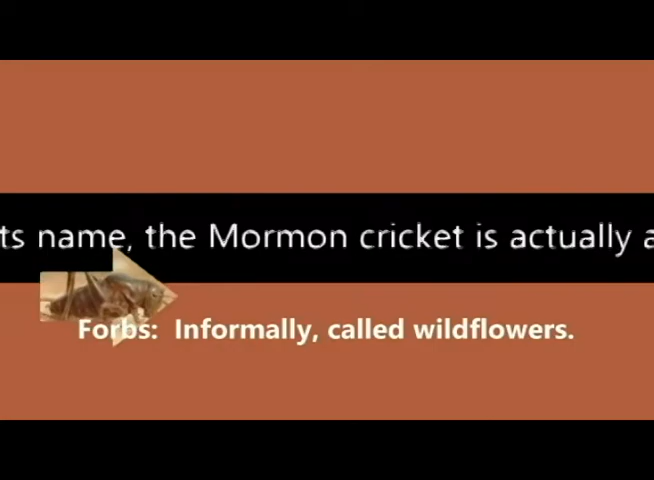 ts name, the Mormon cricket is actually a
Forbs: Informally, called wildflowers.